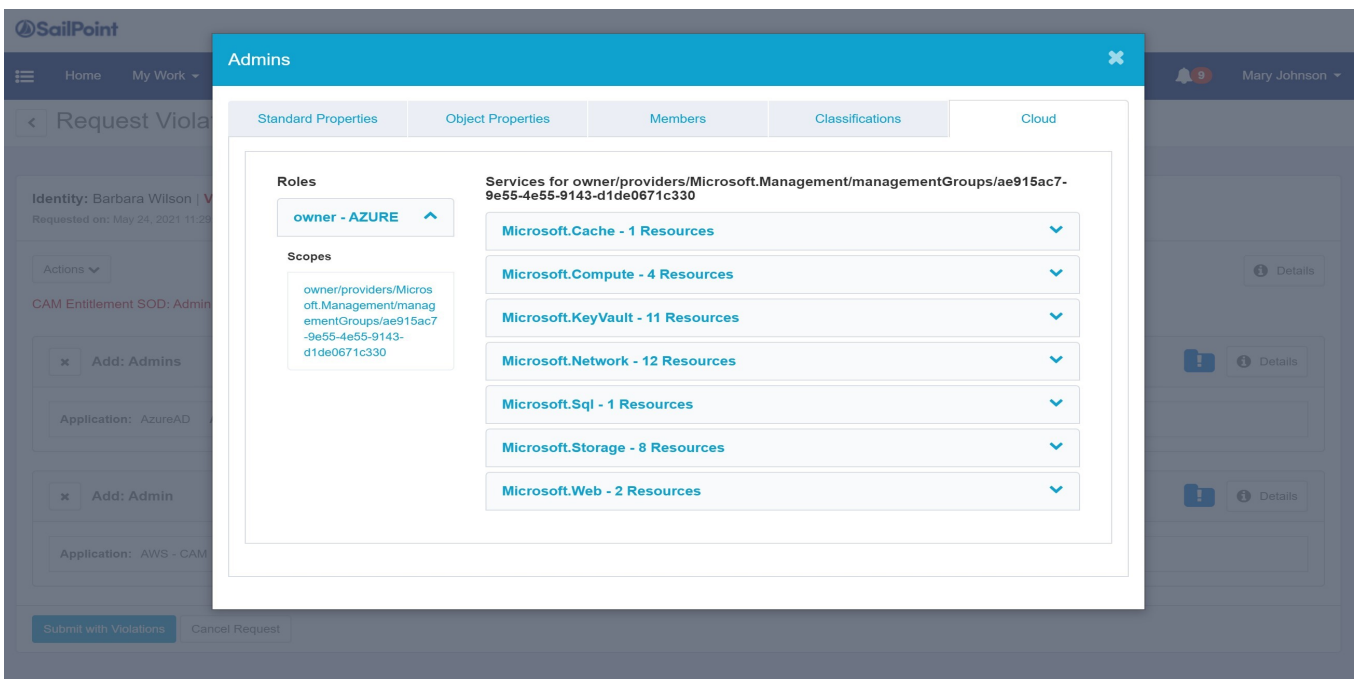 SailPoint
Home My Work 9 Mary Johnson
Request Viola
Admins
Standard Properties Object Properties Members Classifications Cloud
Identity: Barbara Wilson | V
Requested on: May 24, 2021 11:29
Actions Details
CAM Entitlement SOD: Admin
Add: Admins Details
Application: AzureAD
Add: Admin Details
Application: AWS - CAM
Submit with Violations Cancel Request
Roles
owner - AZURE
Scopes
owner/providers/Micros
oft.Management/manag
ementGroups/ae915ac7
-9e55-4e55-9143-
d1de0671c330
Services for owner/providers/Microsoft.Management/managementGroups/ae915ac7-
9e55-4e55-9143-d1de0671c330
Microsoft.Cache - 1 Resources
Microsoft.Compute - 4 Resources
Microsoft.KeyVault - 11 Resources
Microsoft.Network - 12 Resources
Microsoft.Sql - 1 Resources
Microsoft.Storage - 8 Resources
Microsoft.Web - 2 Resources